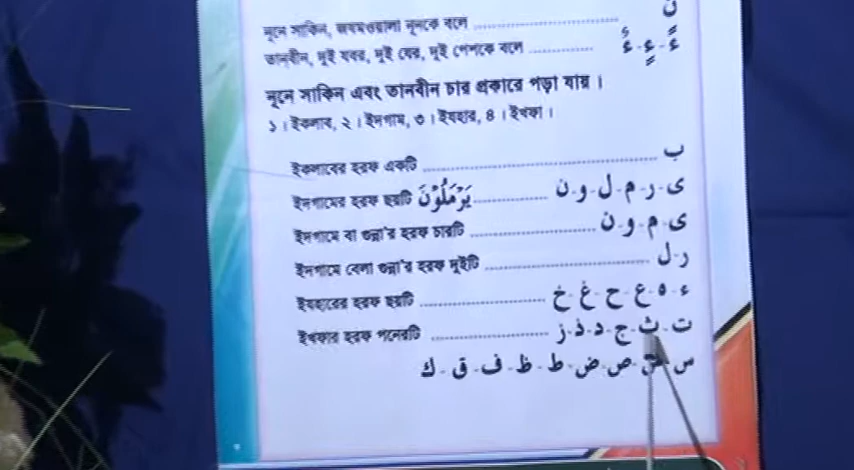 নূনে সাকিন, জযমওয়ালা নূনকে বলে ........................ نْ
তানবীন, দুই যবর, দুই যের, দুই পেশকে বলে ............. ءً - ءٍ - ءٌ
নূনে সাকিন এবং তানবীন চার প্রকারে পড়া যায়।
১। ইকলাব, ২। ইদগাম, ৩। ইযহার, ৪। ইখফা।
ইকলাবের হরফ একটি ........................ ب
ইদগামের হরফ ছয়টি يَرْمَلُوْنَ ............ ى - ر - م - ل - و - ن
ইদগামে বা গুন্না'র হরফ চারটি ........................ ى - م - و - ن
ইদগামে বেলা গুন্না'র হরফ দুইটি ........................ ر - ل
ইযহারের হরফ ছয়টি ........................ ء - ه - ع - ح - غ - خ
ইখফার হরফ পনেরটি ........................ ت - ث - ج - د - ذ - ز
س - ش - ص - ض - ط - ظ - ف - ق - ك